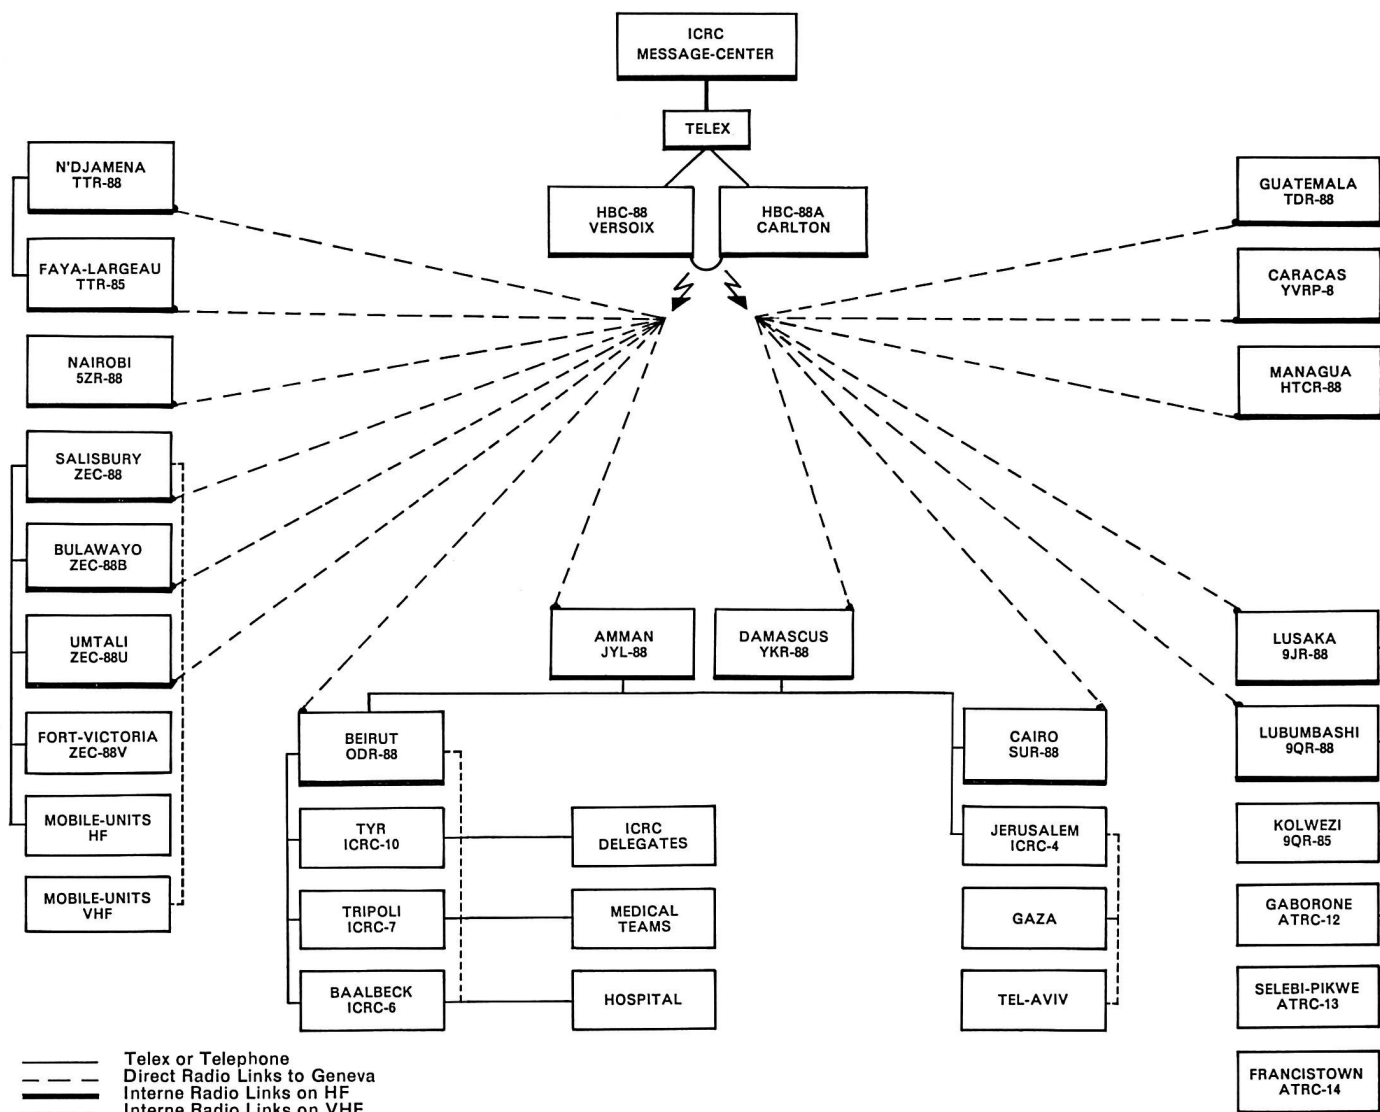 ICRC
MESSAGE-CENTER
TELEX
HBC-88
VERSOIX
HBC-88A
CARLTON
N'DJAMENA
TTR-88
FAYA-LARGEAU
TTR-85
NAIROBI
5ZR-88
SALISBURY
ZEC-88
BULAWAYO
ZEC-88B
UMTALI
ZEC-88U
FORT-VICTORIA
ZEC-88V
MOBILE-UNITS
HF
MOBILE-UNITS
VHF
AMMAN
JYL-88
DAMASCUS
YKR-88
BEIRUT
ODR-88
TYR
ICRC-10
TRIPOLI
ICRC-7
BAALBECK
ICRC-6
ICRC
DELEGATES
MEDICAL
TEAMS
HOSPITAL
CAIRO
SUR-88
JERUSALEM
ICRC-4
GAZA
TEL-AVIV
GUATEMALA
TDR-88
CARACAS
YVRP-8
MANAGUA
HTCR-88
LUSAKA
9JR-88
LUBUMBASHI
9QR-88
KOLWEZI
9QR-85
GABORONE
ATRC-12
SELEBI-PIKWE
ATRC-13
FRANCISTOWN
ATRC-14
Telex or Telephone
Direct Radio Links to Geneva
Interne Radio Links on HF
Interne Radio Links on VHF